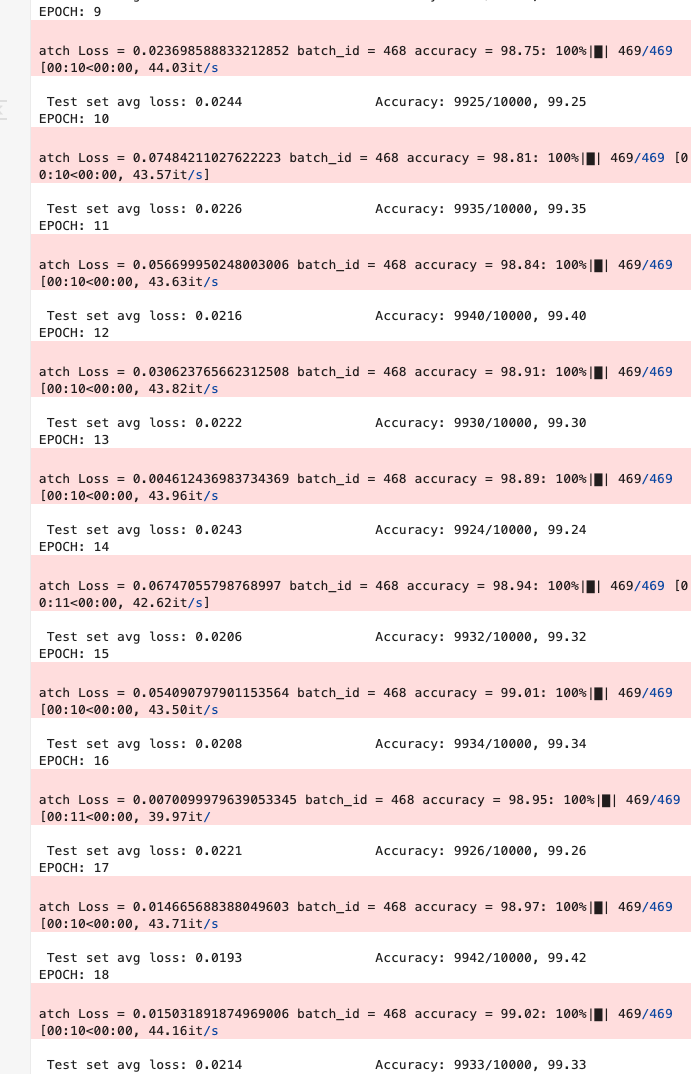 EPOCH: 9
atch Loss = 0.023698588833212852 batch_id = 468 accuracy = 98.75: 100%|█| 469/469
[00:10<00:00, 44.03it/s
Test set avg loss: 0.0244 Accuracy: 9925/10000, 99.25
EPOCH: 10
atch Loss = 0.07484211027622223 batch_id = 468 accuracy = 98.81: 100%|█| 469/469 [0
0:10<00:00, 43.57it/s]
Test set avg loss: 0.0226 Accuracy: 9935/10000, 99.35
EPOCH: 11
atch Loss = 0.056699950248003006 batch_id = 468 accuracy = 98.84: 100%|█| 469/469
[00:10<00:00, 43.63it/s
Test set avg loss: 0.0216 Accuracy: 9940/10000, 99.40
EPOCH: 12
atch Loss = 0.030623765662312508 batch_id = 468 accuracy = 98.91: 100%|█| 469/469
[00:10<00:00, 43.82it/s
Test set avg loss: 0.0222 Accuracy: 9930/10000, 99.30
EPOCH: 13
atch Loss = 0.004612436983734369 batch_id = 468 accuracy = 98.89: 100%|█| 469/469
[00:10<00:00, 43.96it/s
Test set avg loss: 0.0243 Accuracy: 9924/10000, 99.24
EPOCH: 14
atch Loss = 0.06747055798768997 batch_id = 468 accuracy = 98.94: 100%|█| 469/469 [0
0:11<00:00, 42.62it/s]
Test set avg loss: 0.0206 Accuracy: 9932/10000, 99.32
EPOCH: 15
atch Loss = 0.054090797901153564 batch_id = 468 accuracy = 99.01: 100%|█| 469/469
[00:10<00:00, 43.50it/s
Test set avg loss: 0.0208 Accuracy: 9934/10000, 99.34
EPOCH: 16
atch Loss = 0.0070099979639053345 batch_id = 468 accuracy = 98.95: 100%|█| 469/469
[00:11<00:00, 39.97it/
Test set avg loss: 0.0221 Accuracy: 9926/10000, 99.26
EPOCH: 17
atch Loss = 0.014665688388049603 batch_id = 468 accuracy = 98.97: 100%|█| 469/469
[00:10<00:00, 43.71it/s
Test set avg loss: 0.0193 Accuracy: 9942/10000, 99.42
EPOCH: 18
atch Loss = 0.015031891874969006 batch_id = 468 accuracy = 99.02: 100%|█| 469/469
[00:10<00:00, 44.16it/s
Test set avg loss: 0.0214 Accuracy: 9933/10000, 99.33